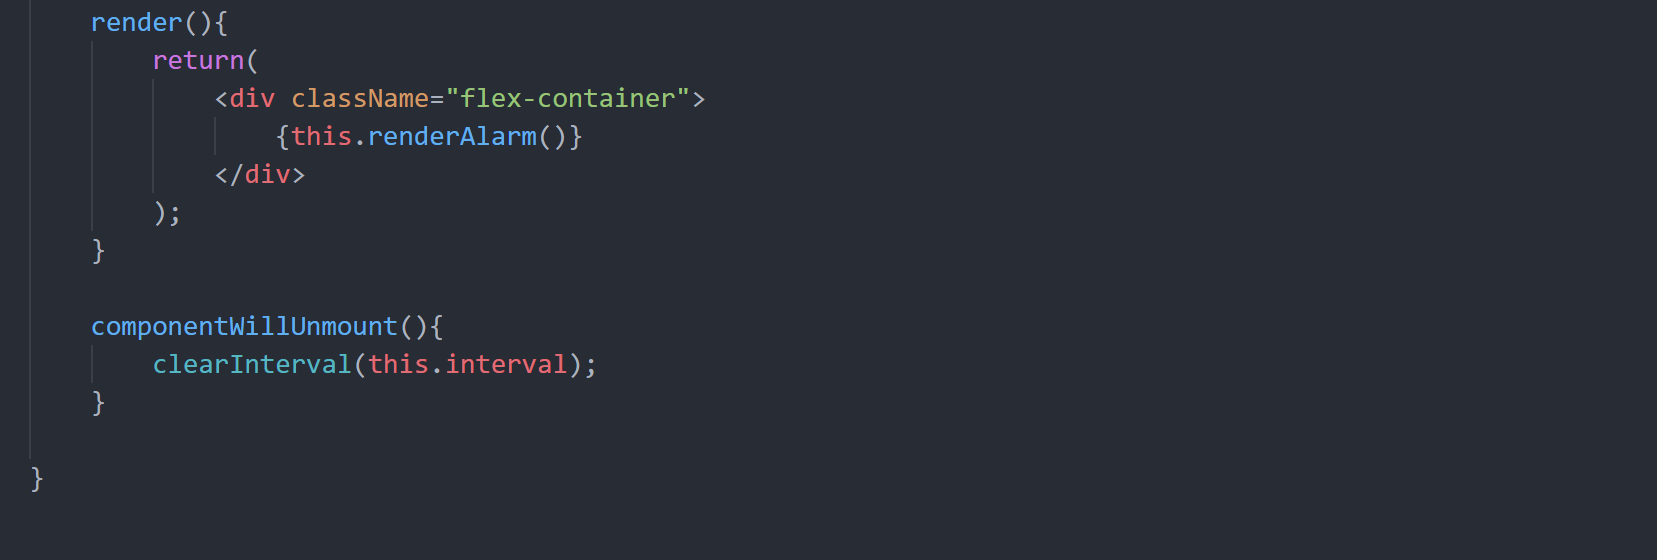 render(){
return(
<div className="flex-container">
{this.renderAlarm()}
</div>
);
}
componentWillUnmount(){
clearInterval(this.interval);
}
}